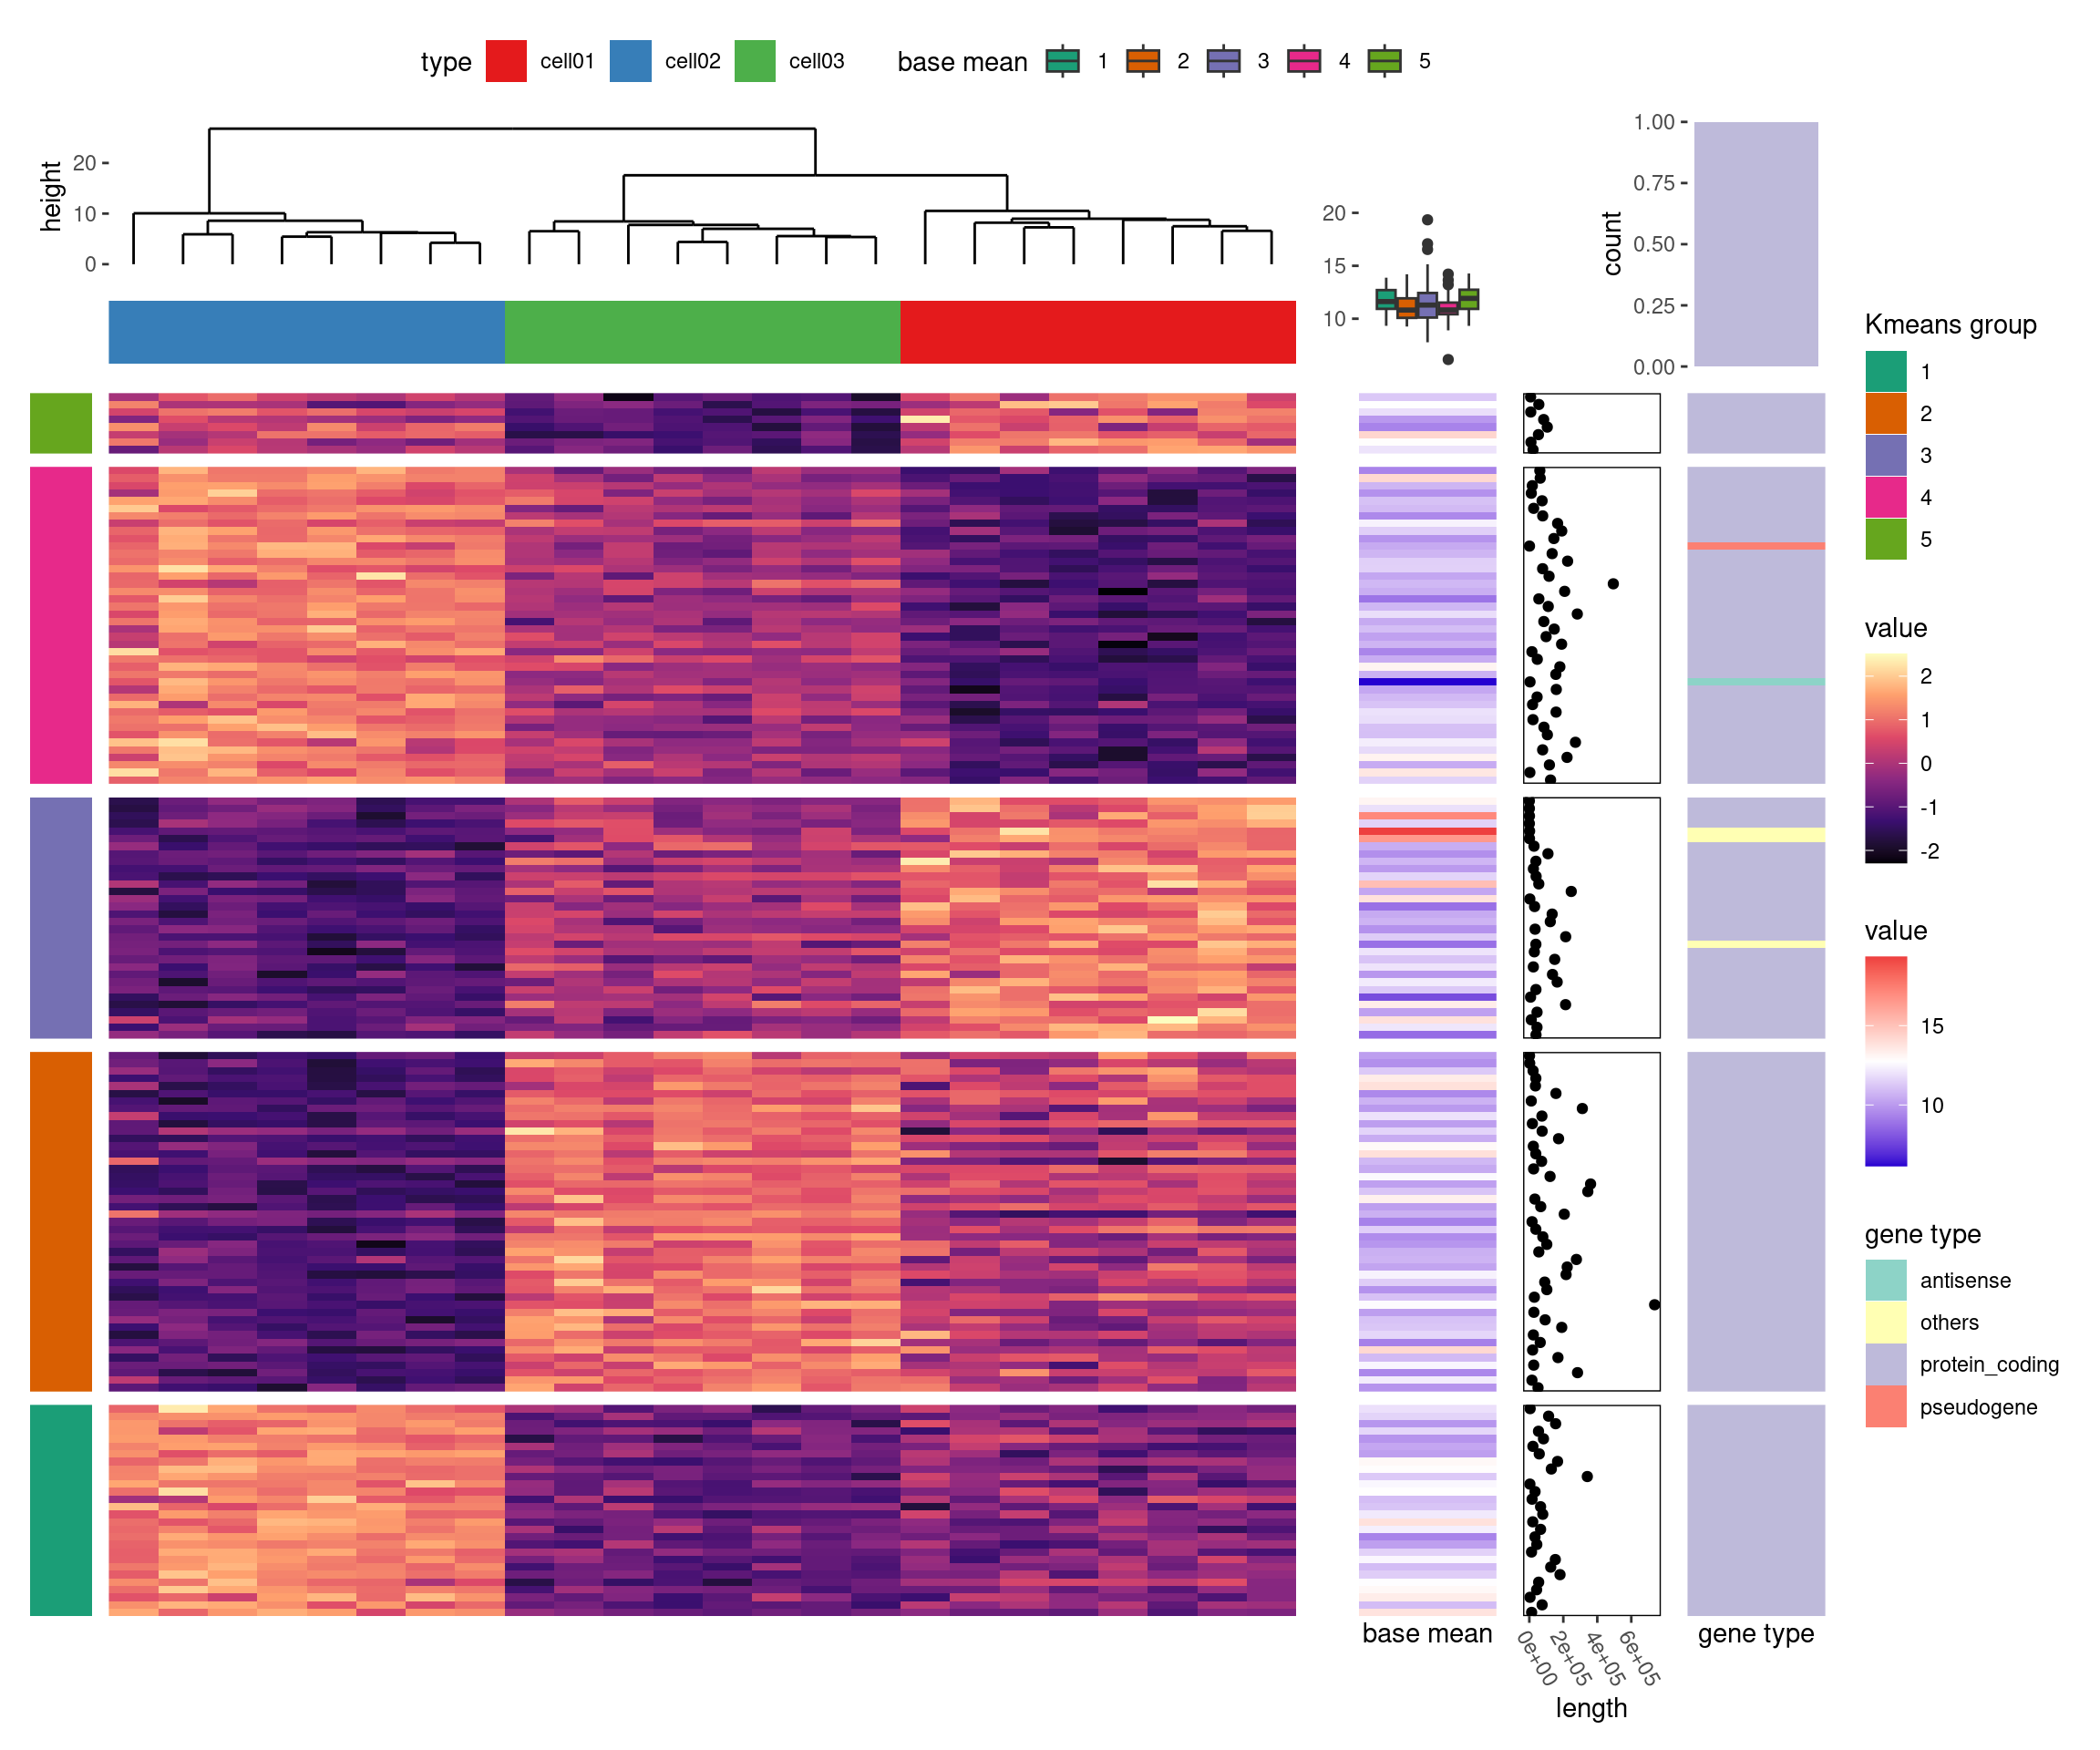 type cell01 cell02 cell03 base mean 1 2 3 4 5
height
20
10
0
20
15
10
count
1.00
0.75
0.50
0.25
0.00
Kmeans group
1
2
3
4
5
value
2
1
0
-1
-2
value
15
10
gene type
antisense
others
protein_coding
pseudogene
base mean
0e+00 2e+05 4e+05 6e+05
length
gene type